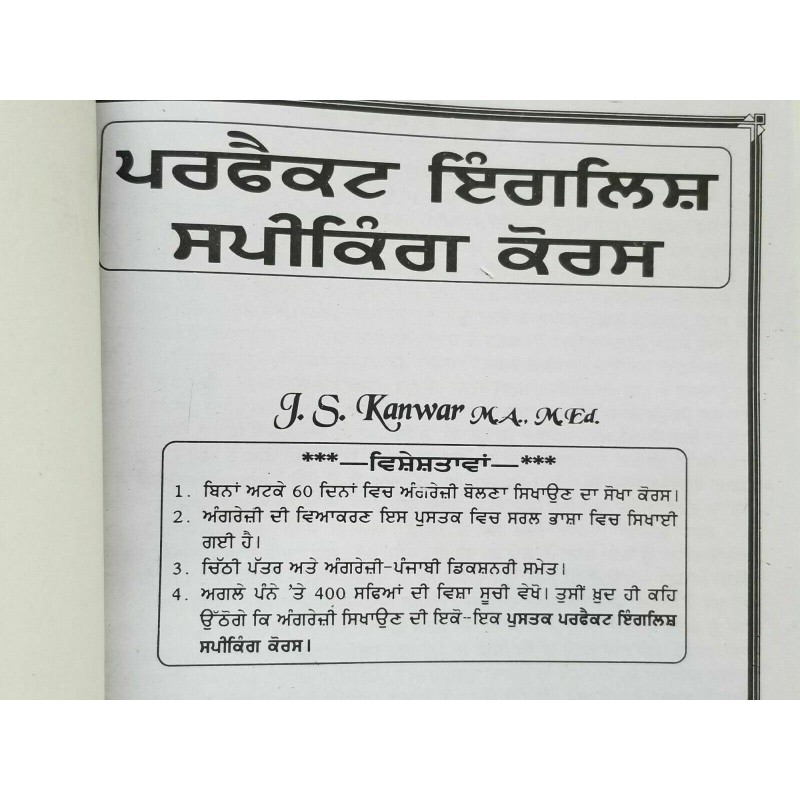 ਪਰਫੈਕਟ ਇੰਗਲਿਸ਼
ਸਪੀਕਿੰਗ ਕੋਰਸ
J. S. Kanwar M.A., M.Ed.
***—ਵਿਸ਼ੇਸ਼ਤਾਵਾਂ—***
1. ਬਿਨਾਂ ਅਟਕੇ 60 ਦਿਨਾਂ ਵਿਚ ਅੰਗਰੇਜ਼ੀ ਬੋਲਣਾ ਸਿਖਾਉਣ ਦਾ ਸੋਖਾ ਕੋਰਸ।
2. ਅੰਗਰੇਜ਼ੀ ਦੀ ਵਿਆਕਰਣ ਇਸ ਪੁਸਤਕ ਵਿਚ ਸਰਲ ਭਾਸ਼ਾ ਵਿਚ ਸਿਖਾਈ
ਗਈ ਹੈ।
3. ਚਿੱਠੀ ਪੱਤਰ ਅਤੇ ਅੰਗਰੇਜ਼ੀ-ਪੰਜਾਬੀ ਡਿਕਸ਼ਨਰੀ ਸਮੇਤ।
4. ਅਗਲੇ ਪੰਨੇ 'ਤੇ 400 ਸਫਿਆਂ ਦੀ ਵਿਸ਼ਾ ਸੂਚੀ ਵੇਖੋ। ਤੁਸੀਂ ਖ਼ੁਦ ਹੀ ਕਹਿ
ਉੱਠੋਗੇ ਕਿ ਅੰਗਰੇਜ਼ੀ ਸਿਖਾਉਣ ਦੀ ਇਕੋ-ਇਕ ਪੁਸਤਕ ਪਰਫੈਕਟ ਇੰਗਲਿਸ਼
ਸਪੀਕਿੰਗ ਕੋਰਸ।